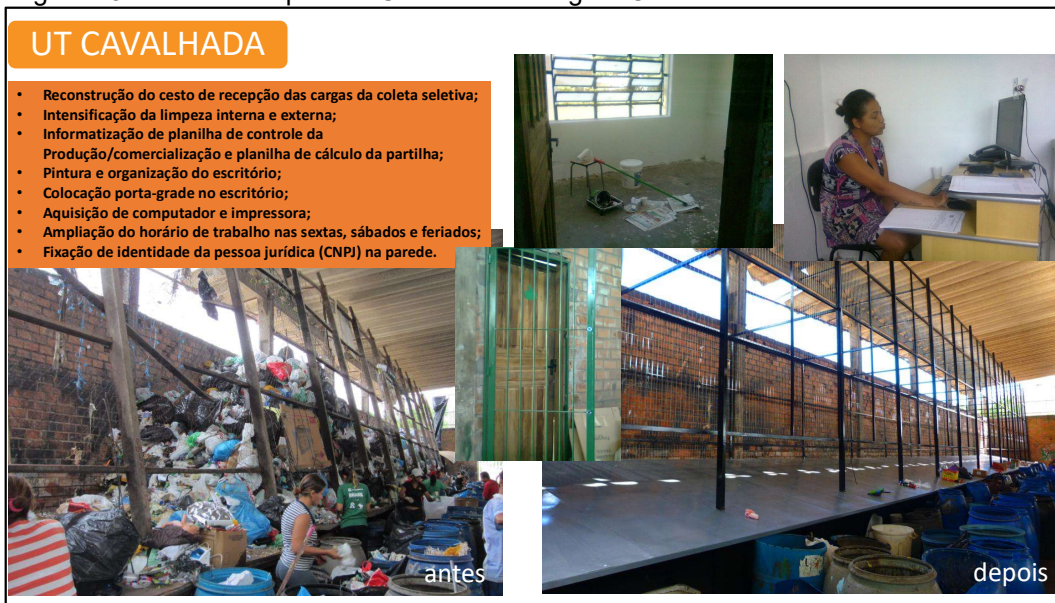 UT CAVALHADA
• Reconstrução do cesto de recepção das cargas da coleta seletiva;
• Intensificação da limpeza interna e externa;
• Informatização de planilha de controle da
Produção/comercialização e planilha de cálculo da partilha;
• Pintura e organização do escritório;
• Colocação porta-grade no escritório;
• Aquisição de computador e impressora;
• Ampliação do horário de trabalho nas sextas, sábados e feriados;
• Fixação de identidade da pessoa jurídica (CNPJ) na parede.
antes
depois